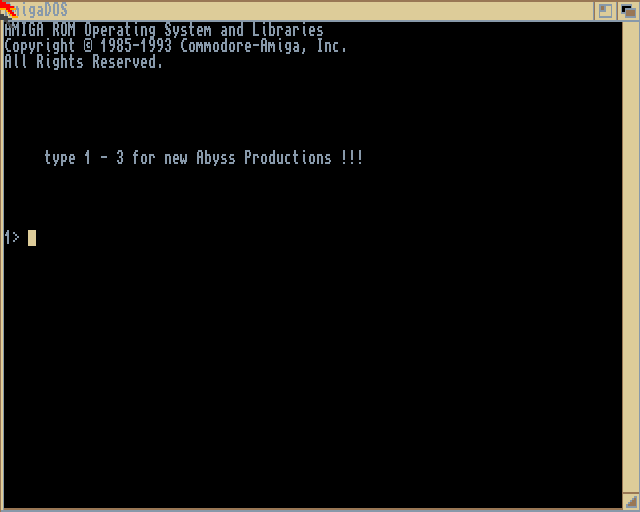 AmigaDOS
AMIGA ROM Operating System and Libraries
Copyright © 1985-1993 Commodore-Amiga, Inc.
All Rights Reserved.
type 1 - 3 for new Abyss Productions !!!
1>